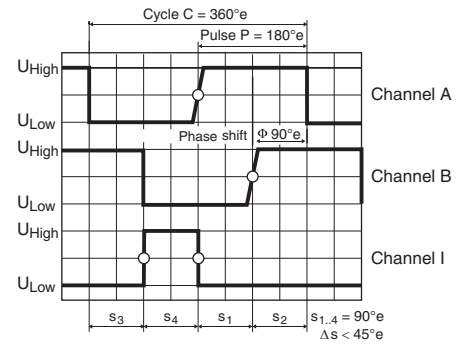 Cycle C = 360°e
Pulse P = 180°e
UHigh
Channel A
ULow
Phase shift Φ 90°e
UHigh
Channel B
ULow
UHigh
Channel I
ULow
s3 s4 s1 s2 s1..4 = 90°e
Δs < 45°e